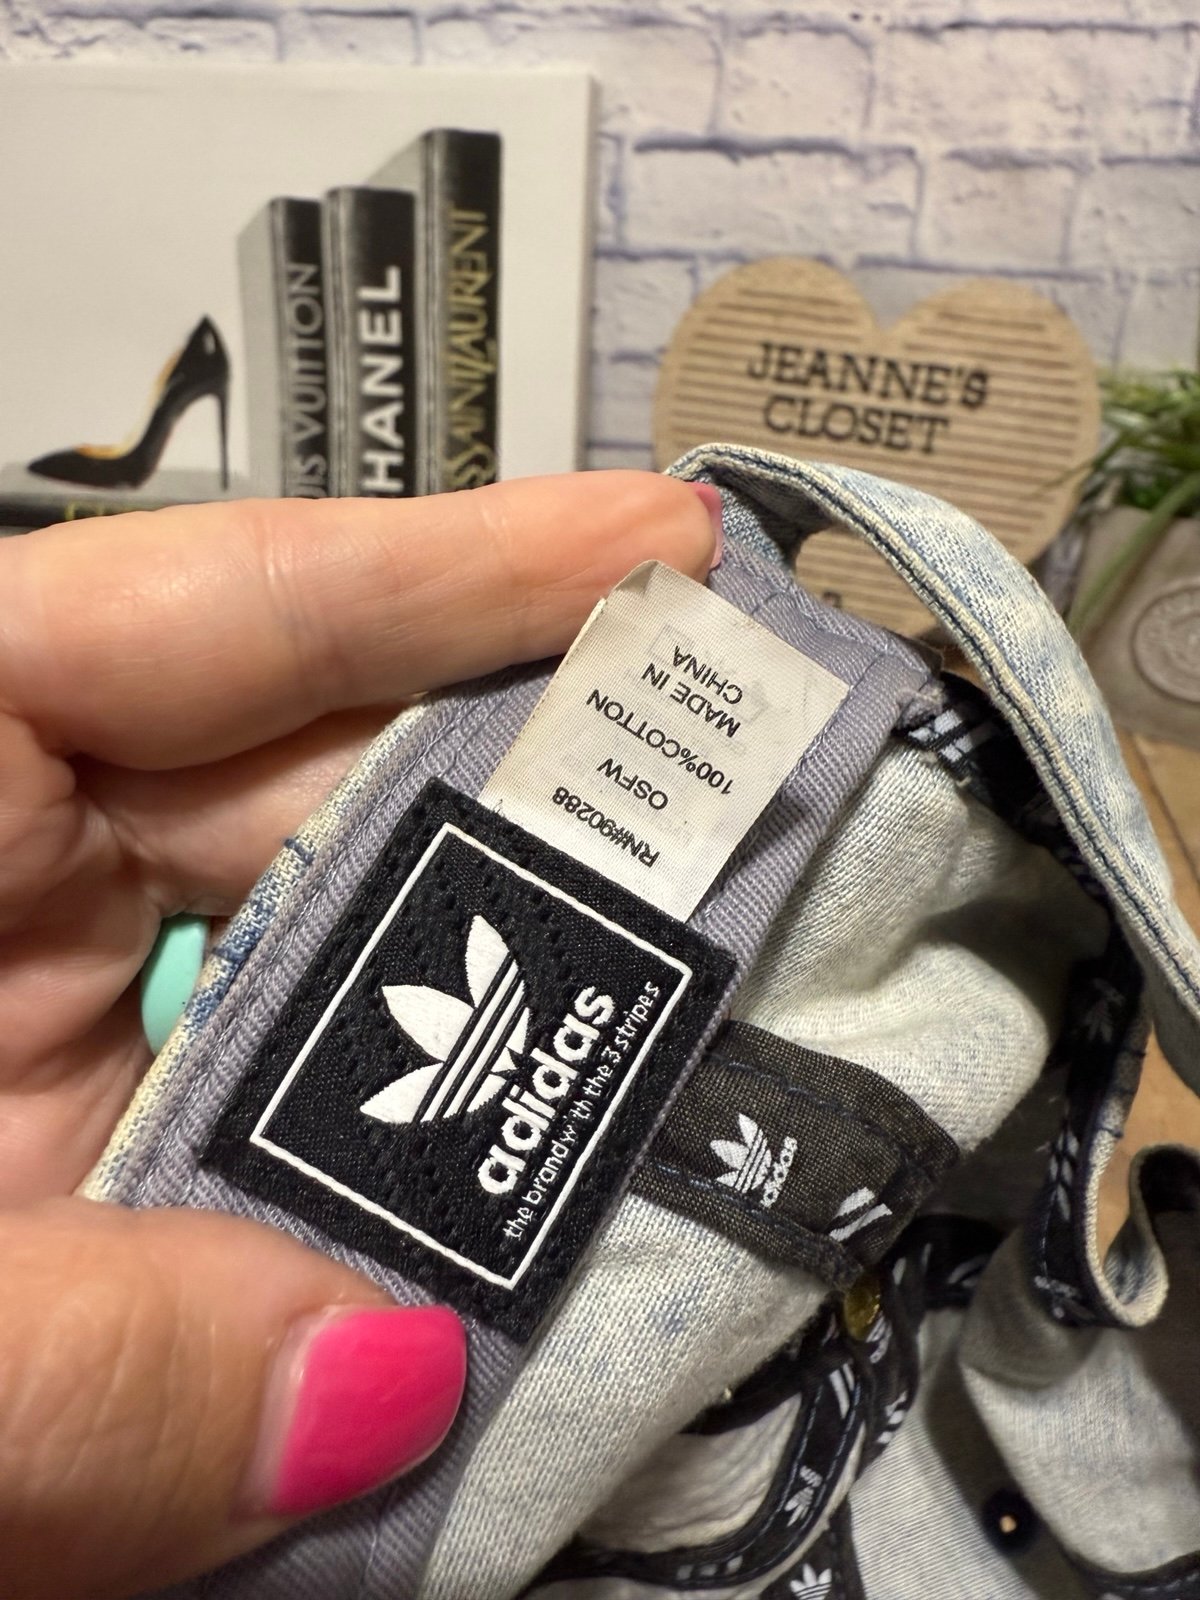 UIS VUITTON
CHANEL
YVES SAINT LAURENT
JEANNE'S
CLOSET
RN#90288
OSFW
100%COTTON
MADE IN
CHINA
adidas
the brand with the 3 stripes
adidas